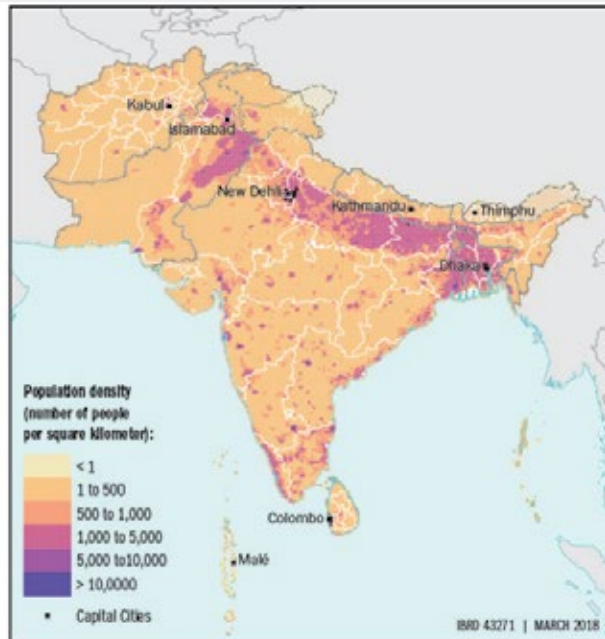 Kabul
Islamabad
New Dehli
Kathmandu
Thimphu
Dhaka
Colombo
Malé
Population density
(number of people
per square kilometer):
< 1
1 to 500
500 to 1,000
1,000 to 5,000
5,000 to10,000
> 10,0000
Capital Cities
IBRD 43271 | MARCH 2018